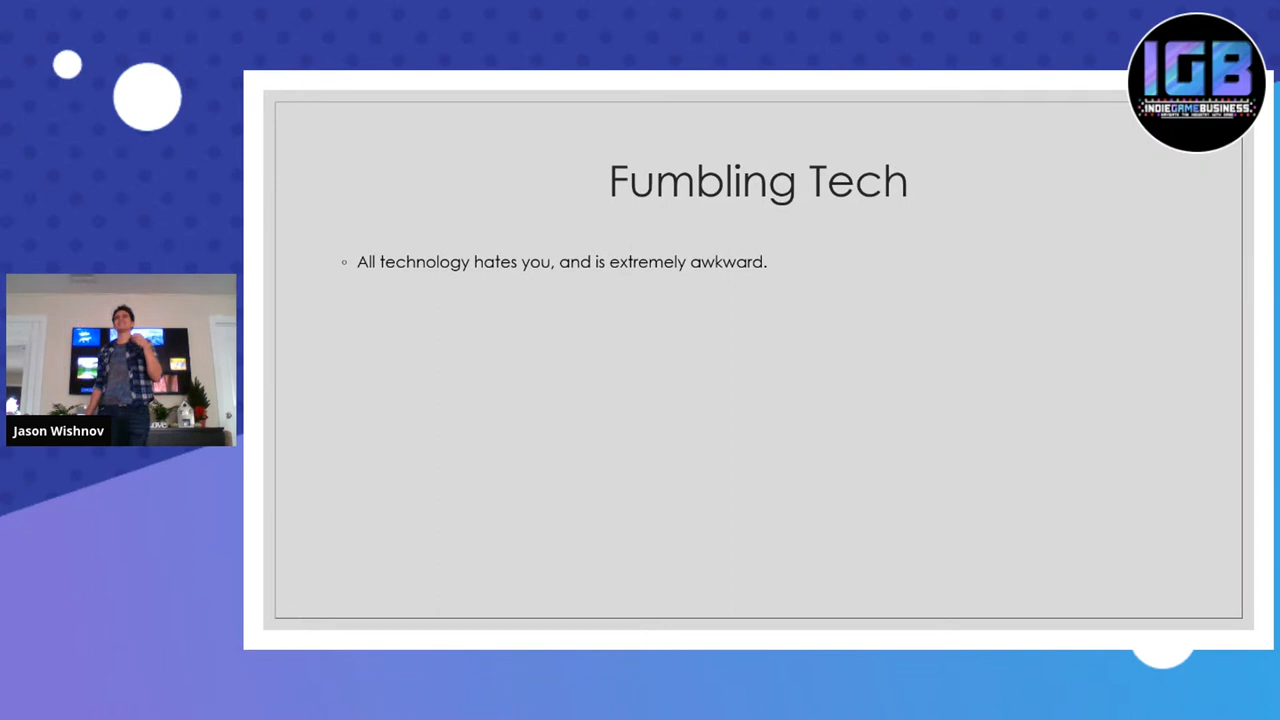 IGB
INDIEGAMEBUSINESS
Fumbling Tech
All technology hates you, and is extremely awkward.
Jason Wishnov